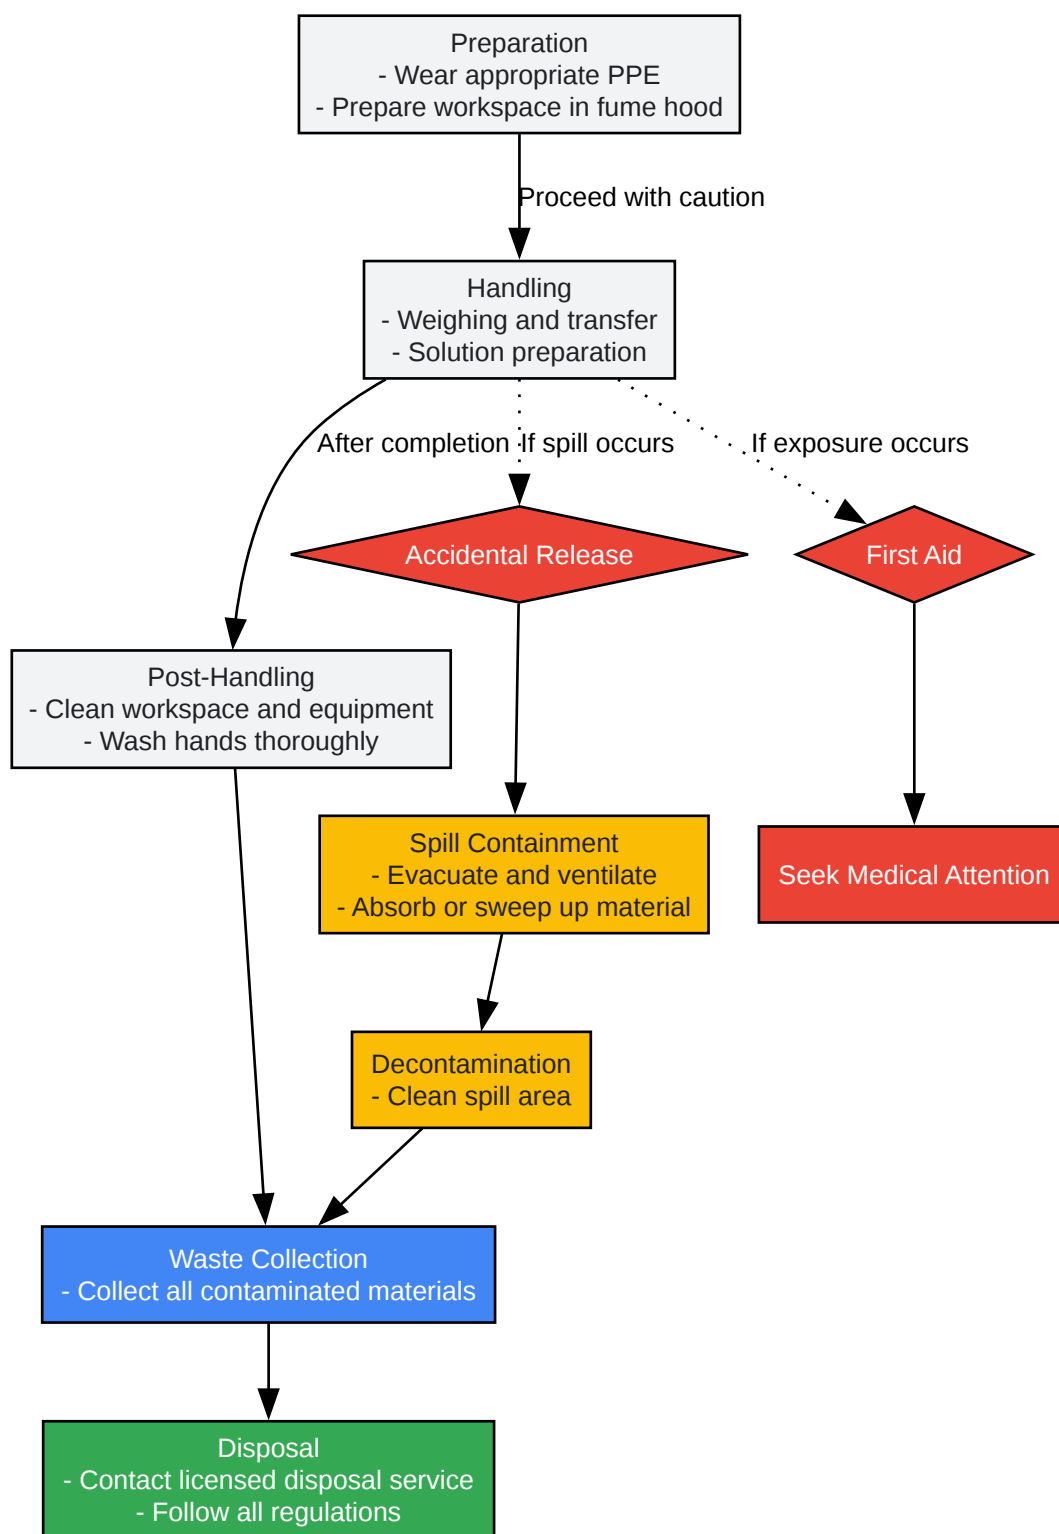 Preparation
- Wear appropriate PPE
- Prepare workspace in fume hood
Proceed with caution
Handling
- Weighing and transfer
- Solution preparation
After completion
If spill occurs
If exposure occurs
Accidental Release
First Aid
Post-Handling
- Clean workspace and equipment
- Wash hands thoroughly
Spill Containment
- Evacuate and ventilate
- Absorb or sweep up material
Seek Medical Attention
Decontamination
- Clean spill area
Waste Collection
- Collect all contaminated materials
Disposal
- Contact licensed disposal service
- Follow all regulations